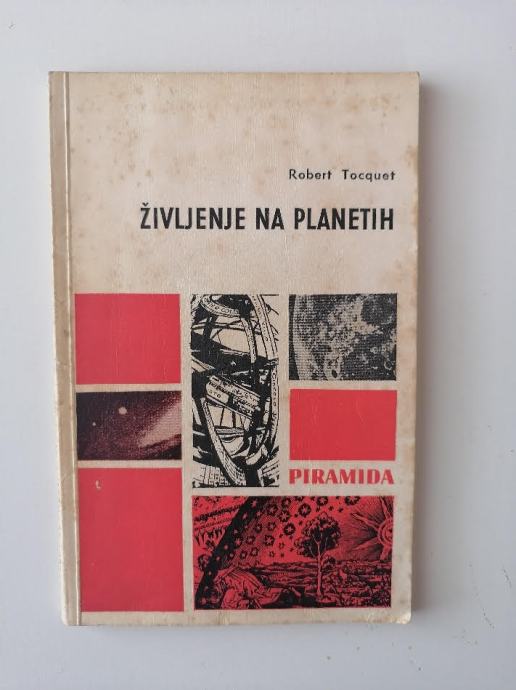 Robert Tocquet
ŽIVLJENJE NA PLANETIH
PIRAMIDA